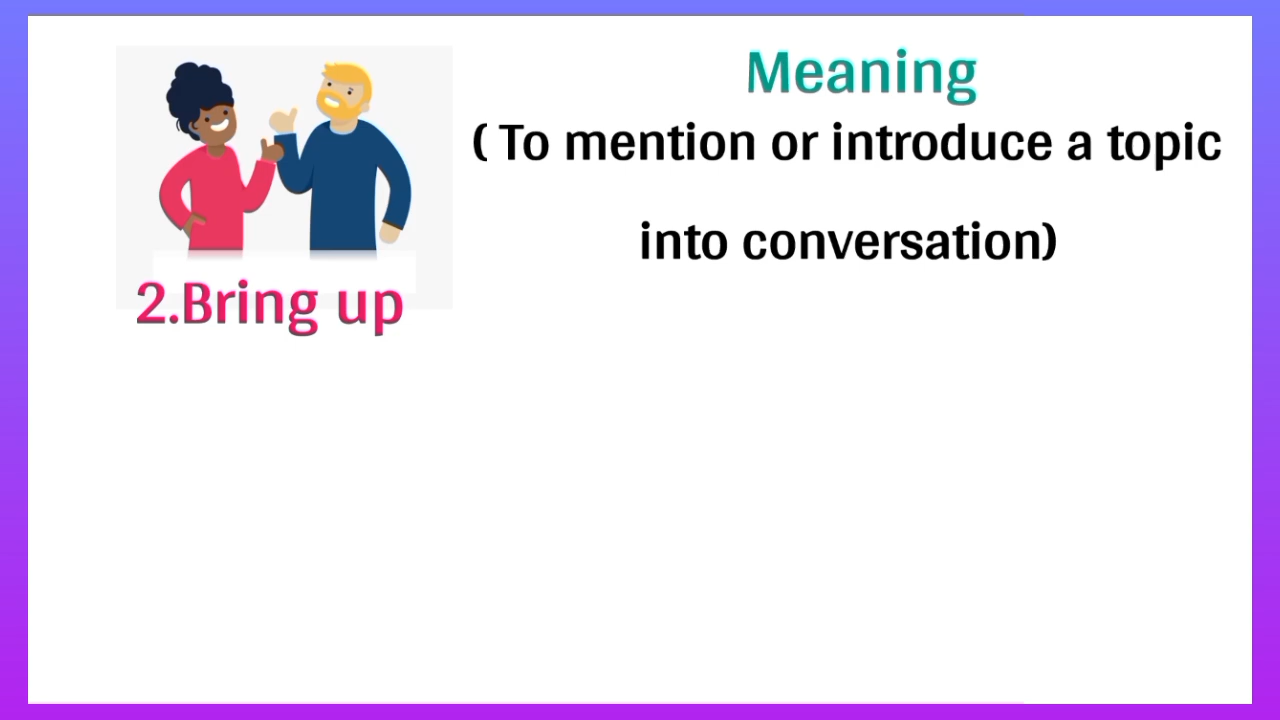 Meaning
( To mention or introduce a topic
into conversation)
2.Bring up